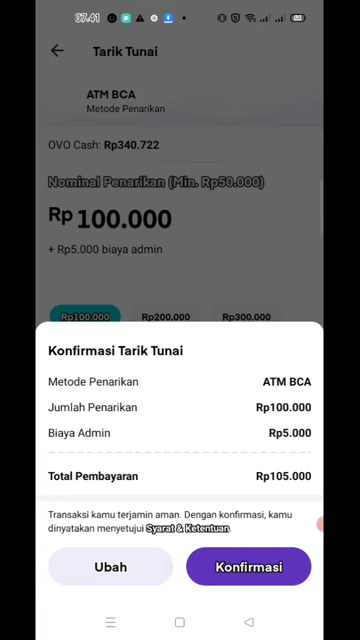 07.41
Tarik Tunai
ATM BCA
Metode Penarikan
OVO Cash: Rp340.722
Nominal Penarikan (Min. Rp50.000)
Rp 100.000
+ Rp5.000 biaya admin
Rp100.000 Rp200.000 Rp300.000
Konfirmasi Tarik Tunai
Metode Penarikan ATM BCA
Jumlah Penarikan Rp100.000
Biaya Admin Rp5.000
Total Pembayaran Rp105.000
Transaksi kamu terjamin aman. Dengan konfirmasi, kamu
dinyatakan menyetujui Syarat & Ketentuan.
Ubah Konfirmasi